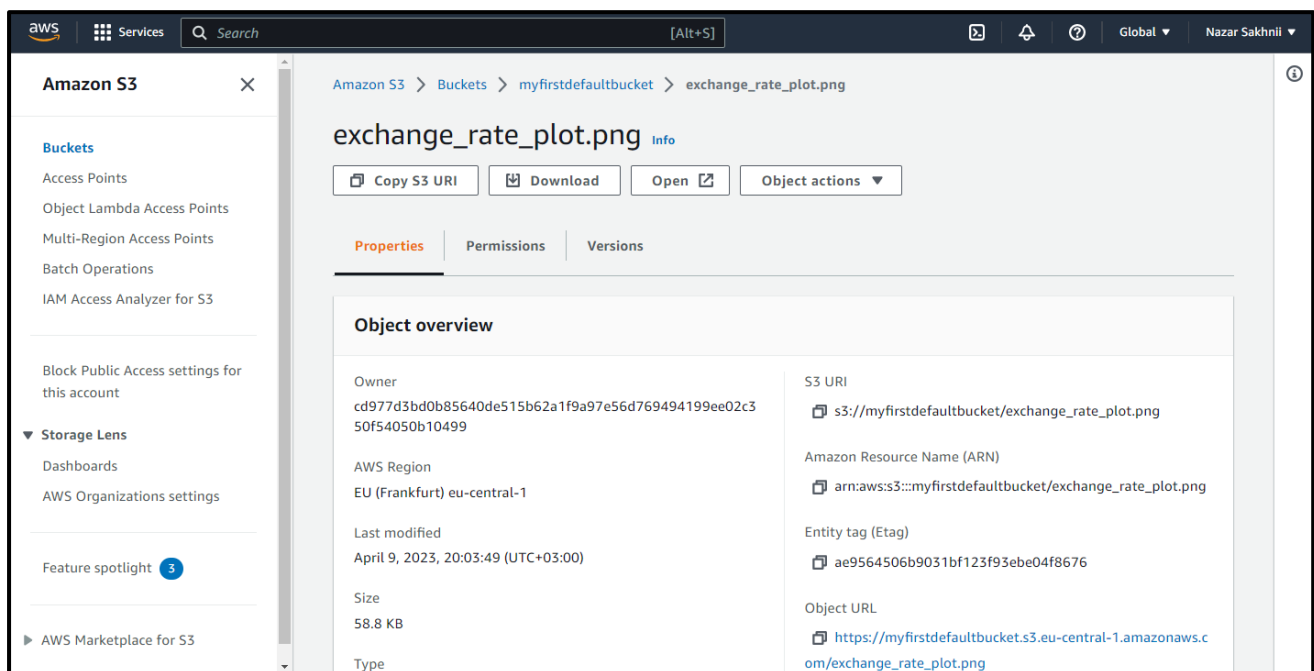 aws
Services
Search
[Alt+S]
Global
Nazar Sakhnii
Amazon S3
Buckets
Access Points
Object Lambda Access Points
Multi-Region Access Points
Batch Operations
IAM Access Analyzer for S3
Block Public Access settings for
this account
Storage Lens
Dashboards
AWS Organizations settings
Feature spotlight 3
AWS Marketplace for S3
Amazon S3 > Buckets > myfirstdefaultbucket > exchange_rate_plot.png
exchange_rate_plot.png Info
Copy S3 URI
Download
Open
Object actions
Properties
Permissions
Versions
Object overview
Owner
cd977d3bd0b85640de515b62a1f9a97e56d769494199ee02c3
50f54050b10499
AWS Region
EU (Frankfurt) eu-central-1
Last modified
April 9, 2023, 20:03:49 (UTC+03:00)
Size
58.8 KB
Type
S3 URI
s3://myfirstdefaultbucket/exchange_rate_plot.png
Amazon Resource Name (ARN)
arn:aws:s3:::myfirstdefaultbucket/exchange_rate_plot.png
Entity tag (Etag)
ae9564506b9031bf123f93ebe04f8676
Object URL
https://myfirstdefaultbucket.s3.eu-central-1.amazonaws.c
om/exchange_rate_plot.png